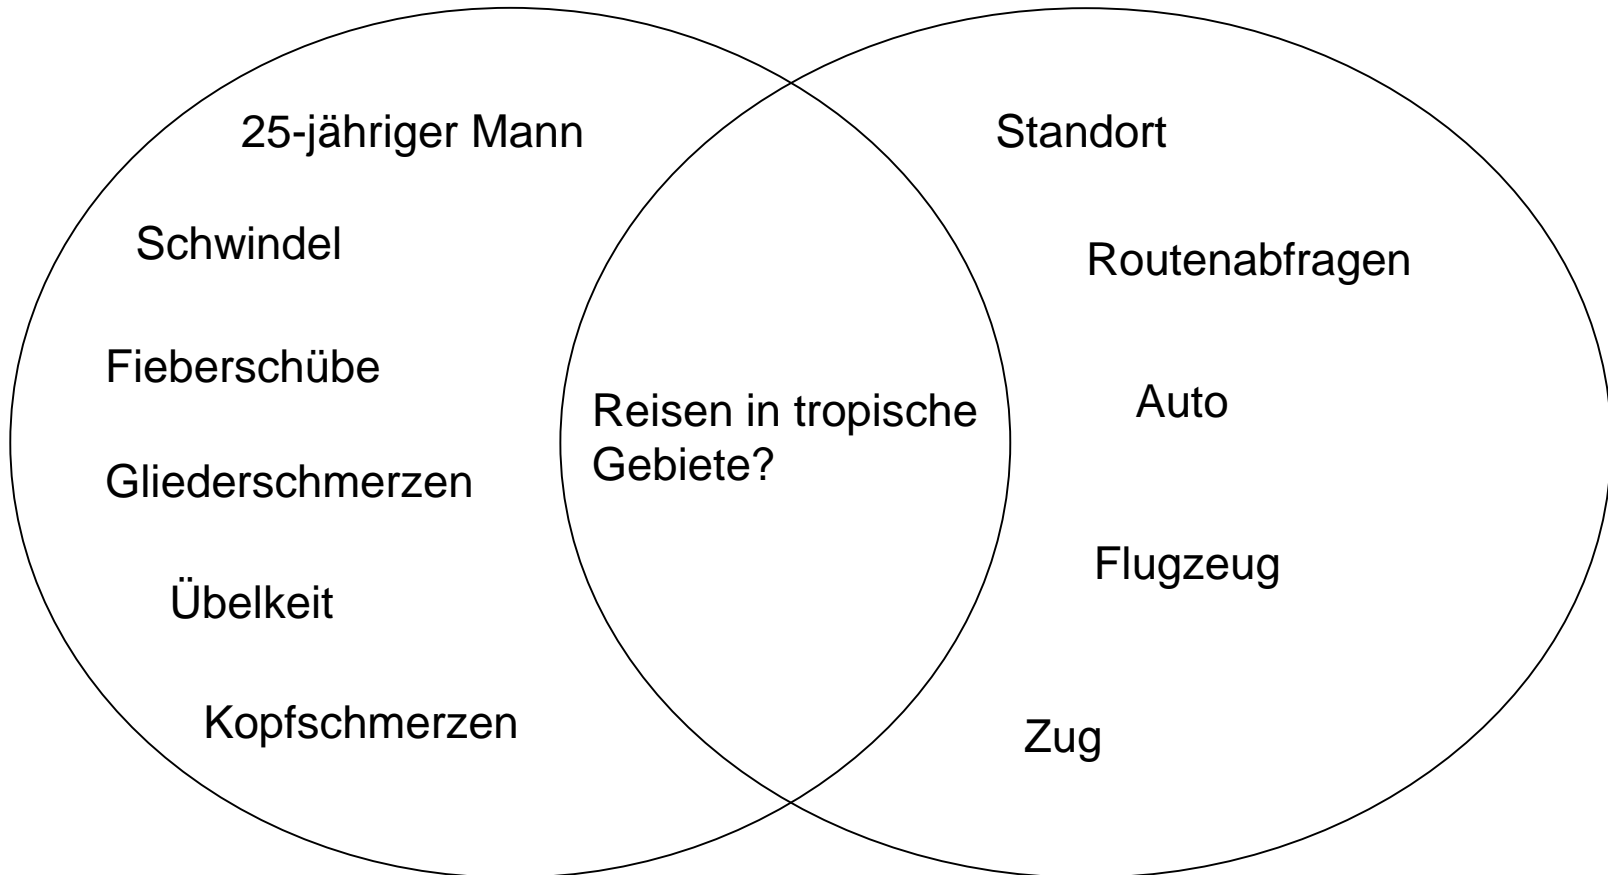 25-jähriger Mann
Schwindel
Fieberschübe
Gliederschmerzen
Übelkeit
Kopfschmerzen
Reisen in tropische
Gebiete?
Standort
Routenabfragen
Auto
Flugzeug
Zug